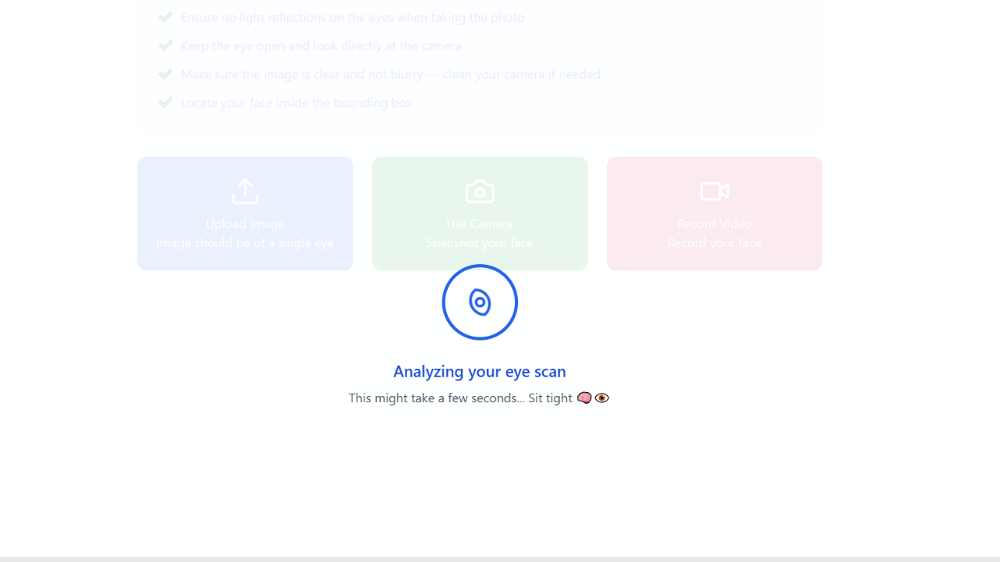 Ensure no light reflections on the eyes when taking the photo
Keep the eye open and look directly at the camera
Make sure the image is clear and not blurry — clean your camera if needed
Locate your face inside the bounding box
Upload Image
Image should be of a single eye
Use Camera
Snapshot your face
Record Video
Record your face
Analyzing your eye scan
This might take a few seconds... Sit tight 🧠👁️